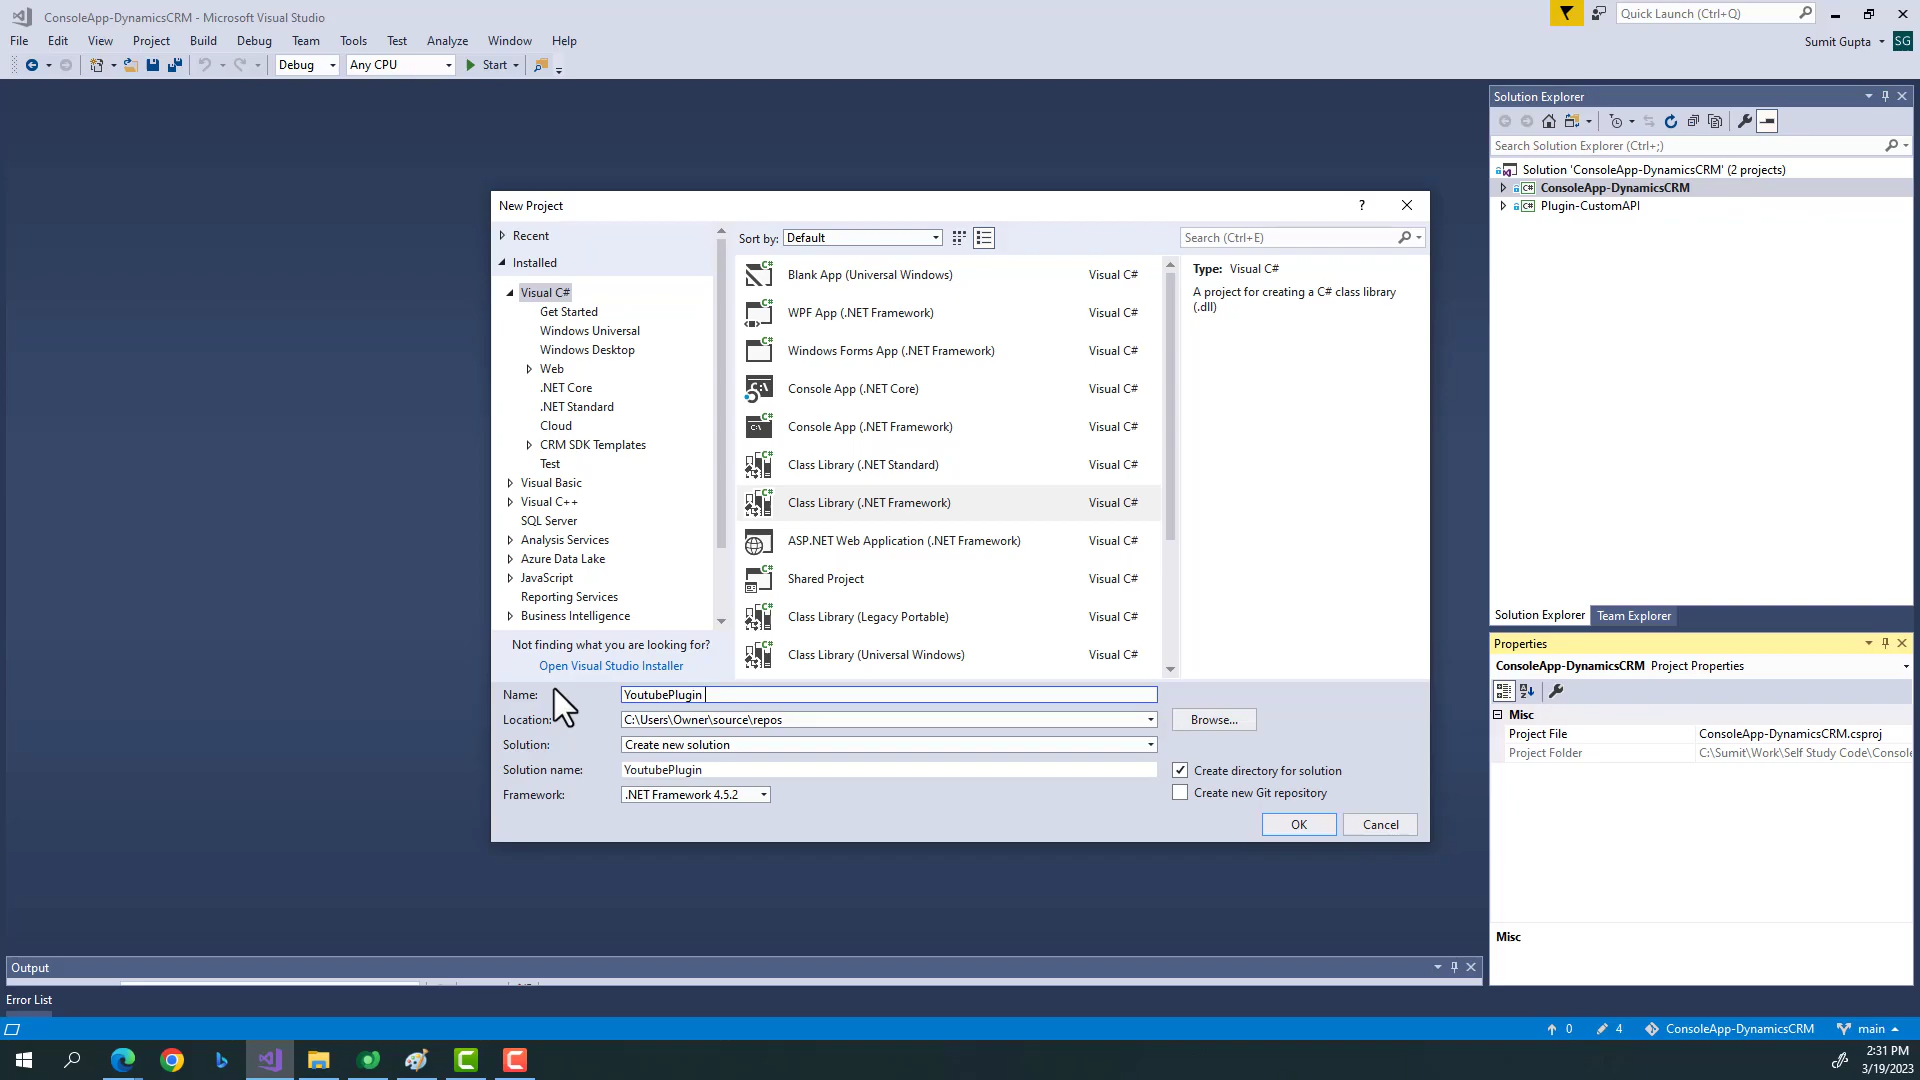 ConsoleApp-DynamicsCRM - Microsoft Visual Studio
Quick Launch (Ctrl+Q)
File Edit View Project Build Debug Team Tools Test Analyze Window Help
Sumit Gupta SG
Debug Any CPU Start
Solution Explorer
Search Solution Explorer (Ctrl+;)
Solution 'ConsoleApp-DynamicsCRM' (2 projects)
C# ConsoleApp-DynamicsCRM
C# Plugin-CustomAPI
New Project
?
Recent
Installed
Visual C#
Get Started
Windows Universal
Windows Desktop
Web
.NET Core
.NET Standard
Cloud
CRM SDK Templates
Test
Visual Basic
Visual C++
SQL Server
Analysis Services
Azure Data Lake
JavaScript
Reporting Services
Business Intelligence
Not finding what you are looking for?
Open Visual Studio Installer
Sort by: Default
Search (Ctrl+E)
Blank App (Universal Windows) Visual C#
WPF App (.NET Framework) Visual C#
Windows Forms App (.NET Framework) Visual C#
Console App (.NET Core) Visual C#
Console App (.NET Framework) Visual C#
Class Library (.NET Standard) Visual C#
Class Library (.NET Framework) Visual C#
ASP.NET Web Application (.NET Framework) Visual C#
Shared Project Visual C#
Class Library (Legacy Portable) Visual C#
Class Library (Universal Windows) Visual C#
Type: Visual C#
A project for creating a C# class library
(.dll)
Name: YoutubePlugin
Location: C:\Users\Owner\source\repos
Browse...
Solution: Create new solution
Solution name: YoutubePlugin
Create directory for solution
Framework: .NET Framework 4.5.2
Create new Git repository
OK Cancel
Solution Explorer Team Explorer
Properties
ConsoleApp-DynamicsCRM Project Properties
Misc
Project File ConsoleApp-DynamicsCRM.csproj
Project Folder C:\Sumit\Work\Self Study Code\Consol
Misc
Output
Error List
0 4 ConsoleApp-DynamicsCRM main
2:31 PM
3/19/2023